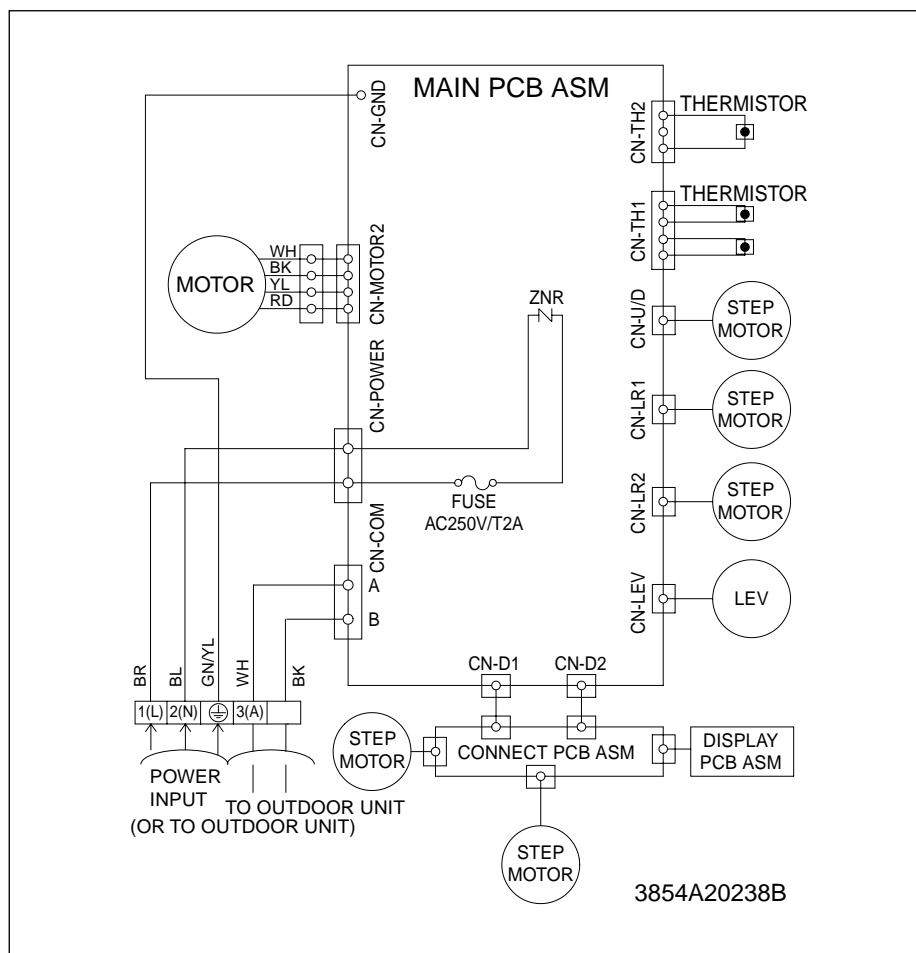 MAIN PCB ASM
CN-GND
CN-TH2
THERMISTOR
CN-TH1
THERMISTOR
MOTOR
WH
BK
YL
RD
CN-MOTOR2
ZNR
CN-U/D
STEP
MOTOR
CN-POWER
CN-LR1
STEP
MOTOR
FUSE
AC250V/T2A
CN-LR2
STEP
MOTOR
CN-COM
A
B
CN-LEV
LEV
BR
BL
GN/YL
WH
BK
1(L)
2(N)
3(A)
POWER
INPUT
(OR TO OUTDOOR UNIT)
TO OUTDOOR UNIT
CN-D1
CN-D2
STEP
MOTOR
CONNECT PCB ASM
DISPLAY
PCB ASM
STEP
MOTOR
3854A20238B